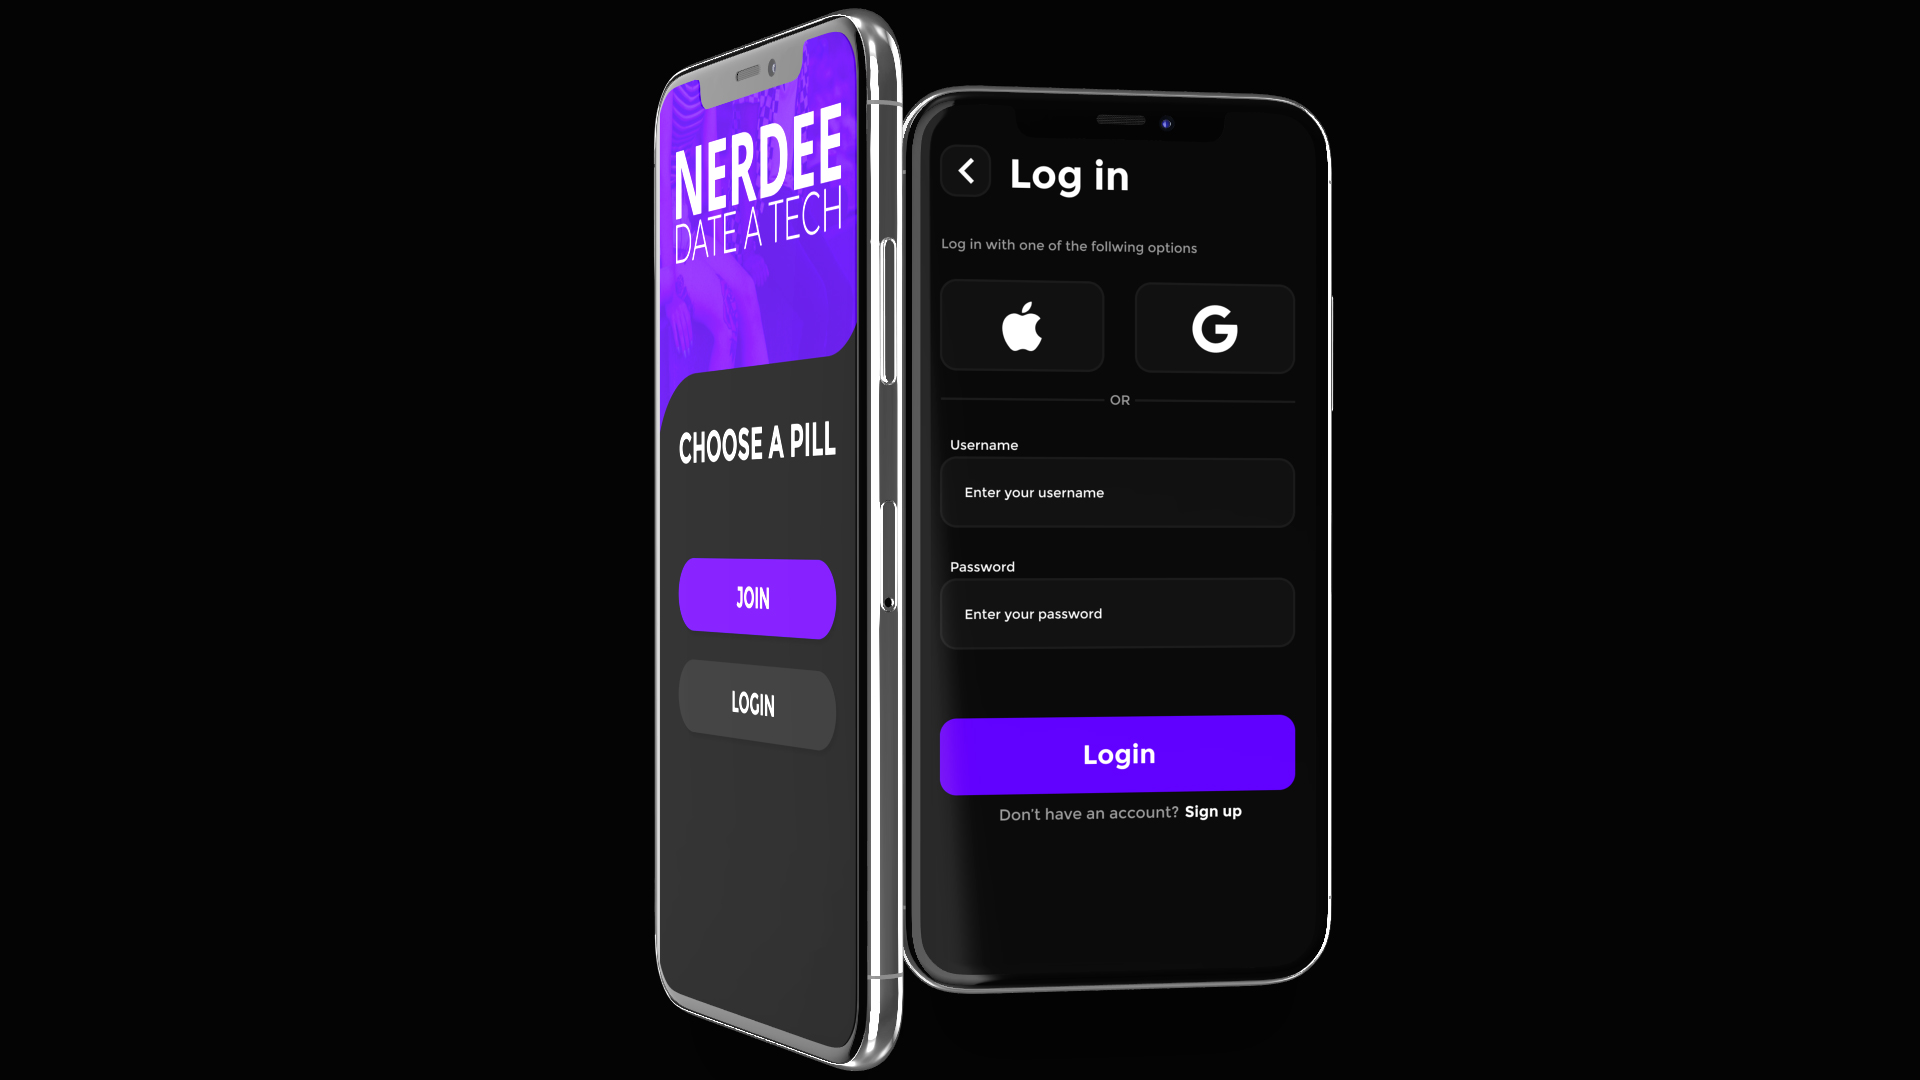 NERDEE
DATE A TECH
CHOOSE A PILL
JOIN
LOGIN
Log in
Log in with one of the follwing options
G
OR
Username
Enter your username
Password
Enter your password
Login
Don't have an account? Sign up